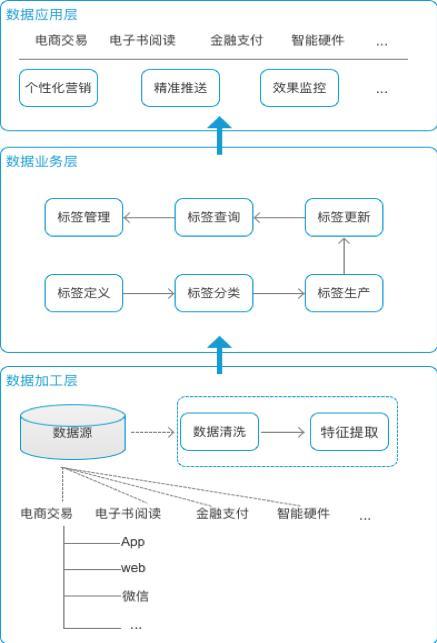 数据应用层
电商交易 电子书阅读 金融支付 智能硬件 ...
个性化营销 精准推送 效果监控 ...
数据业务层
标签管理 标签查询 标签更新
标签定义 标签分类 标签生产
数据加工层
数据源 数据清洗 特征提取
电商交易 电子书阅读 金融支付 智能硬件 ...
App
web
微信
...